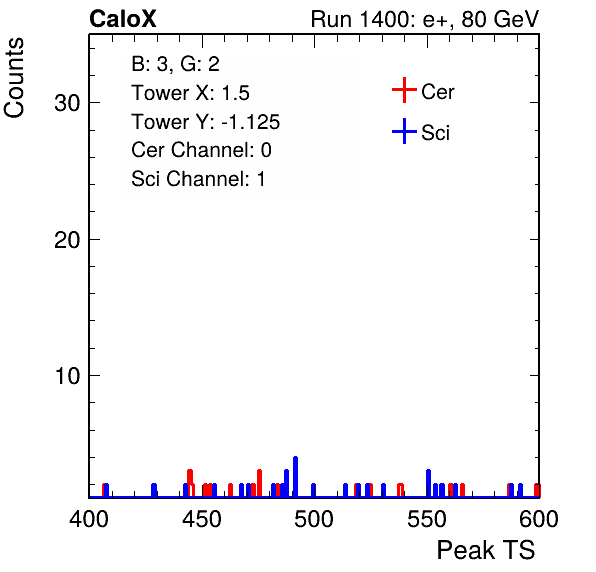 CaloX Run 1400: e+, 80 GeV
Counts
B: 3, G: 2
Tower X: 1.5
Tower Y: -1.125
Cer Channel: 0
Sci Channel: 1
Cer
Sci
30
20
10
400 450 500 550 600
Peak TS